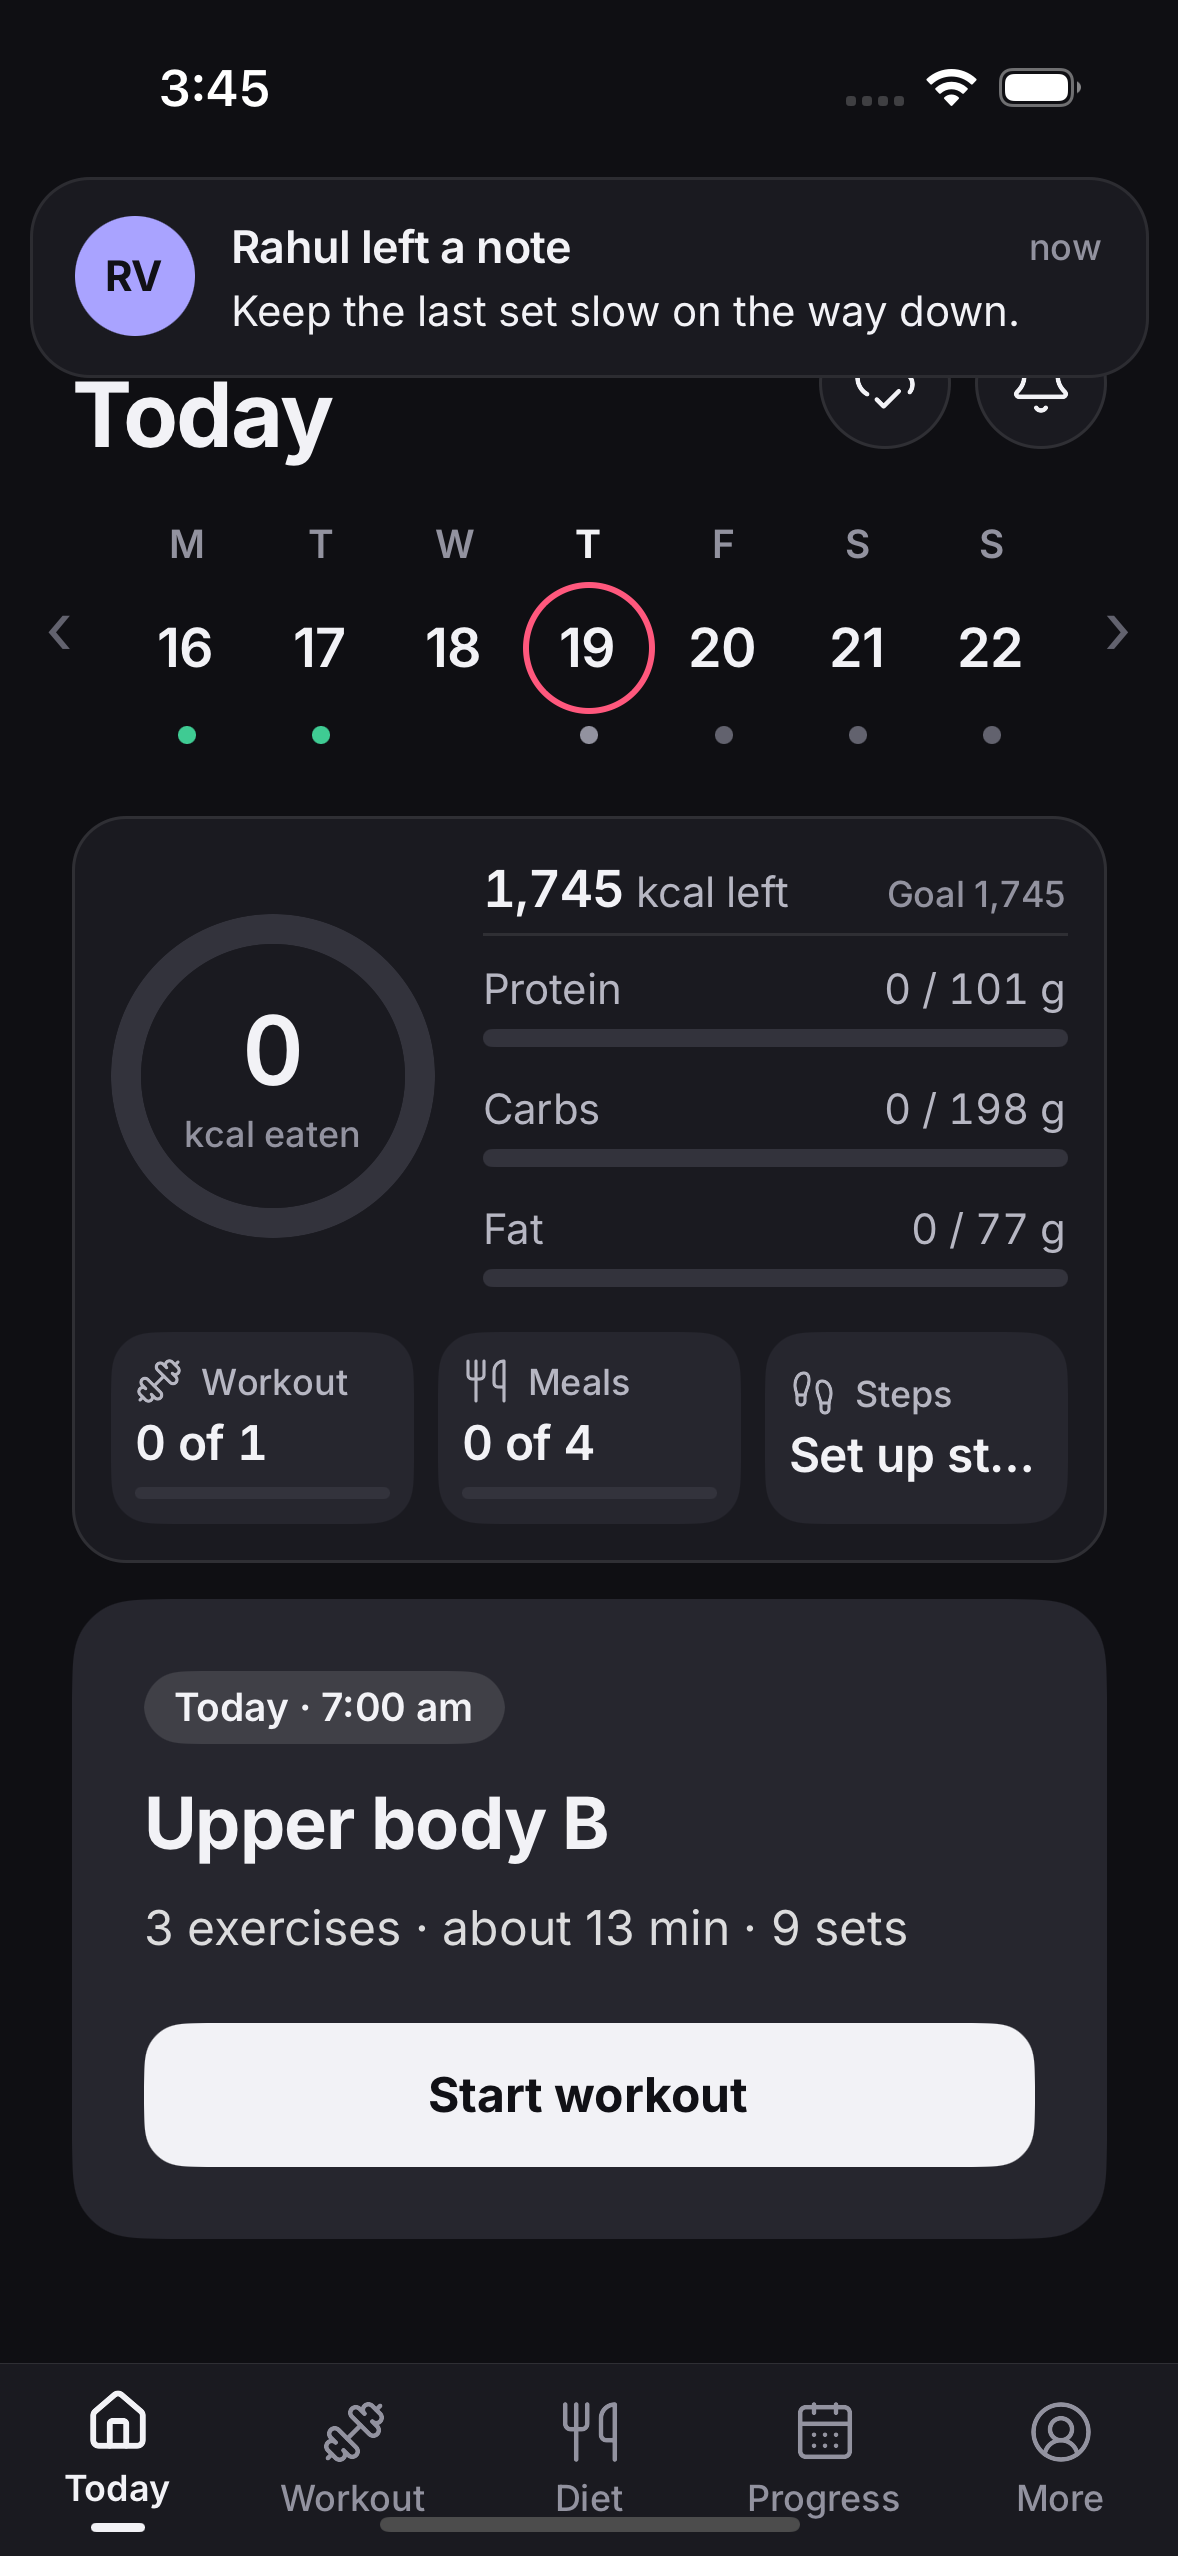 3:45
RV
Rahul left a note
now
Keep the last set slow on the way down.
Today
M T W T F S S
16 17 18 19 20 21 22
1,745 kcal left
Goal 1,745
0
kcal eaten
Protein 0 / 101 g
Carbs 0 / 198 g
Fat 0 / 77 g
Workout
0 of 1
Meals
0 of 4
Steps
Set up st...
Today · 7:00 am
Upper body B
3 exercises · about 13 min · 9 sets
Start workout
Today Workout Diet Progress More